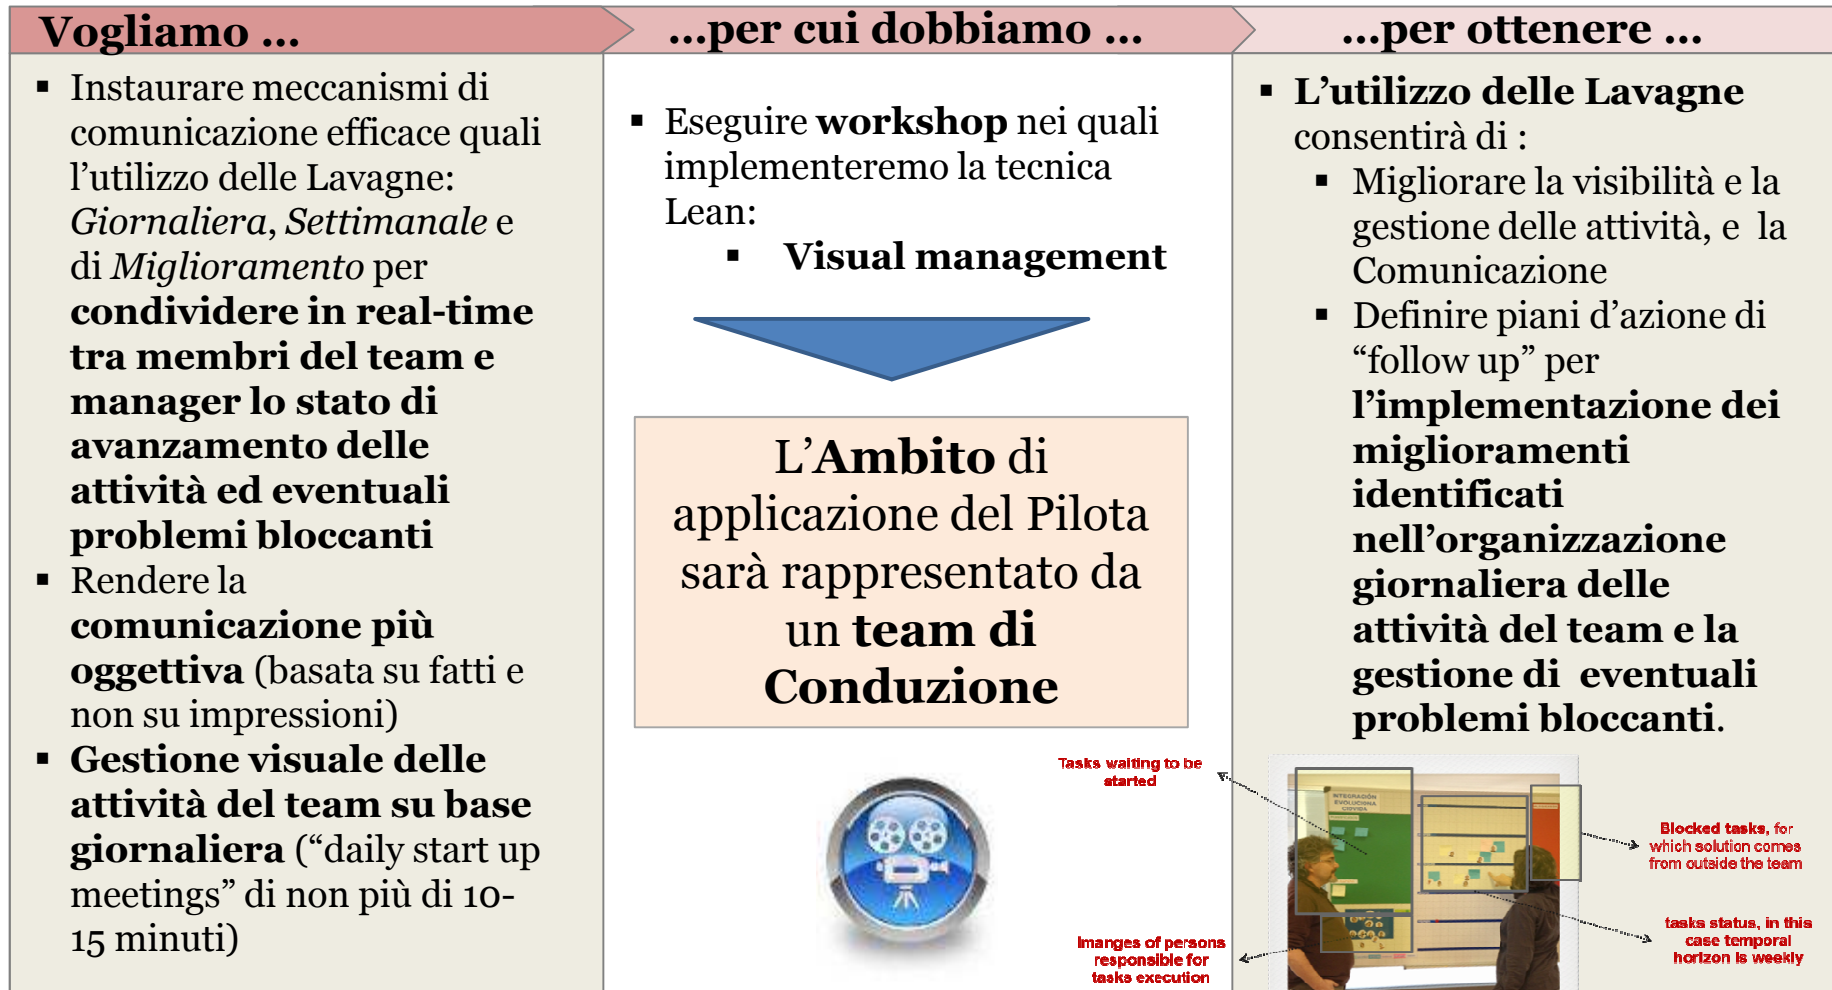 Vogliamo ...
▪ Instaurare meccanismi di
comunicazione efficace quali
l’utilizzo delle Lavagne:
Giornaliera, Settimanale e
di Miglioramento per
condividere in real-time
tra membri del team e
manager lo stato di
avanzamento delle
attività ed eventuali
problemi bloccanti
▪ Rendere la
comunicazione più
oggettiva (basata su fatti e
non su impressioni)
▪ Gestione visuale delle
attività del team su base
giornaliera (“daily start up
meetings” di non più di 10-
15 minuti)
...per cui dobbiamo ...
▪ Eseguire workshop nei quali
implementeremo la tecnica
Lean:
▪ Visual management
L’Ambito di
applicazione del Pilota
sarà rappresentato da
un team di
Conduzione
...per ottenere ...
▪ L’utilizzo delle Lavagne
consentirà di :
▪ Migliorare la visibilità e la
gestione delle attività, e la
Comunicazione
▪ Definire piani d’azione di
“follow up” per
l’implementazione dei
miglioramenti
identificati
nell’organizzazione
giornaliera delle
attività del team e la
gestione di eventuali
problemi bloccanti.
Tasks waiting to be
started
Imanges of persons
responsible for
tasks execution
INTEGRACIÓN
EVOLUCIONA
Blocked tasks, for
which solution comes
from outside the team
tasks status, in this
case temporal
horizon is weekly